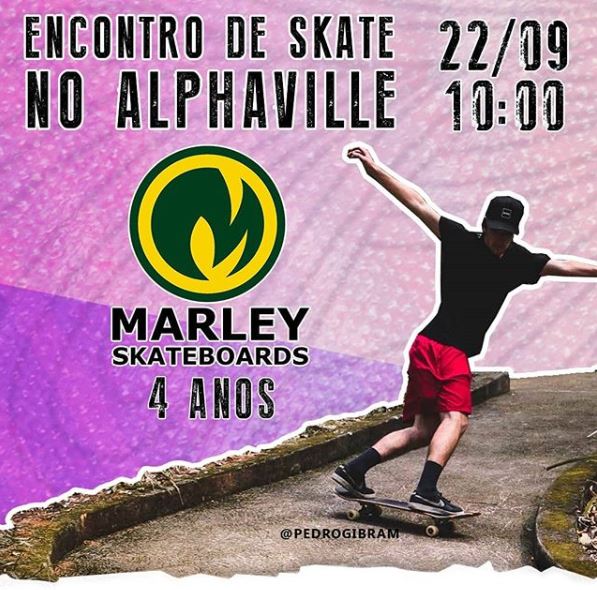 ENCONTRO DE SKATE
NO ALPHAVILLE
22/09
10:00
MARLEY
SKATEBOARDS
4 ANOS
@PEDROGIBRAM